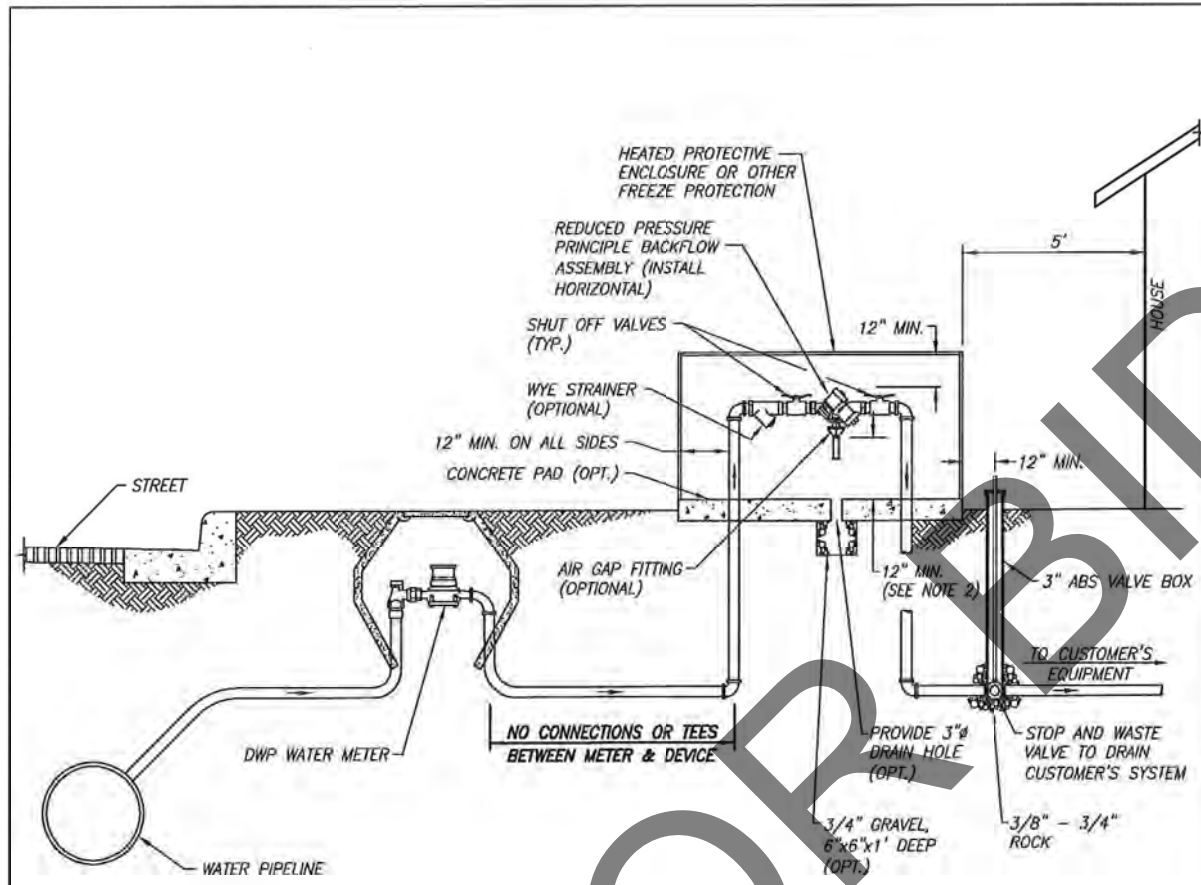 HEATED PROTECTIVE
ENCLOSURE OR OTHER
FREEZE PROTECTION
REDUCED PRESSURE
PRINCIPLE BACKFLOW
ASSEMBLY (INSTALL
HORIZONTAL)
5'
HOUSE
SHUT OFF VALVES
(TYP.)
12" MIN.
WYE STRAINER
(OPTIONAL)
12" MIN. ON ALL SIDES
CONCRETE PAD (OPT.)
12" MIN.
STREET
4"
AIR GAP FITTING
(OPTIONAL)
12" MIN.
(SEE NOTE 2)
3" ABS VALVE BOX
TO CUSTOMER'S
EQUIPMENT
NO CONNECTIONS OR TEES
BETWEEN METER & DEVICE
DWP WATER METER
PROVIDE 3"ø
DRAIN HOLE
(OPT.)
STOP AND WASTE
VALVE TO DRAIN
CUSTOMER'S SYSTEM
3/4" GRAVEL,
6"x6"x1' DEEP
(OPT.)
3/8" - 3/4"
ROCK
WATER PIPELINE
OR BID